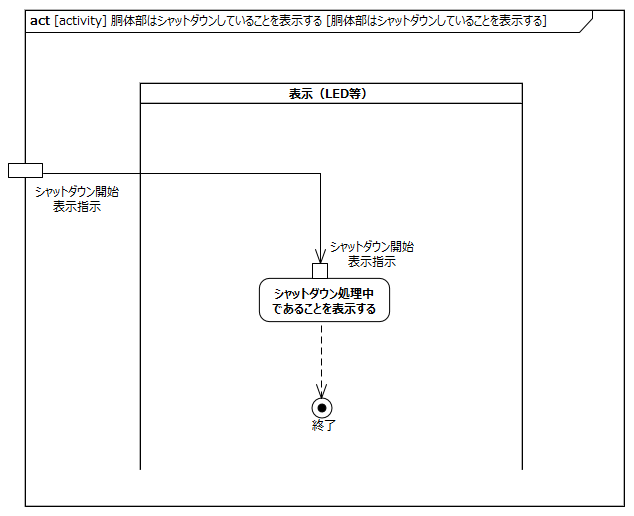 act [activity] 胴体部はシャットダウンしていることを表示する [胴体部はシャットダウンしていることを表示する]
表示（LED等）
シャットダウン開始
表示指示
シャットダウン開始
表示指示
シャットダウン処理中
であることを表示する
終了